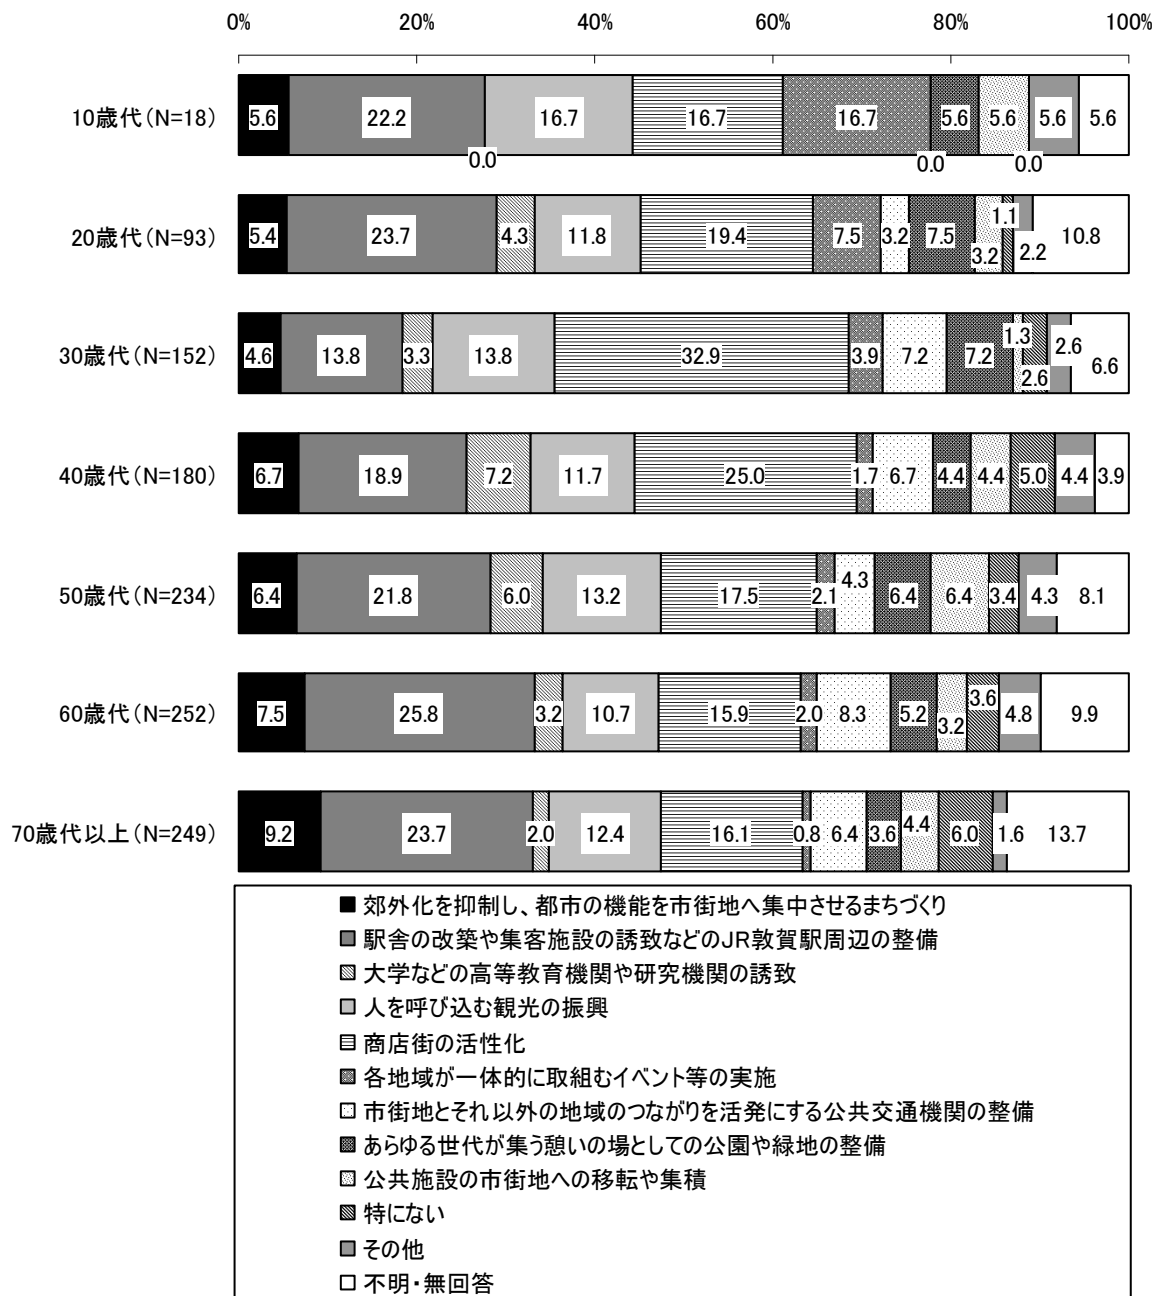 0% 20% 40% 60% 80% 100%
10歳代(N=18) 5.6 22.2 0.0 16.7 16.7 16.7 0.0 5.6 5.6 0.0 5.6 5.6
20歳代(N=93) 5.4 23.7 4.3 11.8 19.4 7.5 3.2 7.5 3.2 1.1 2.2 10.8
30歳代(N=152) 4.6 13.8 3.3 13.8 32.9 3.9 7.2 7.2 1.3 2.6 2.6 6.6
40歳代(N=180) 6.7 18.9 7.2 11.7 25.0 1.7 6.7 4.4 4.4 5.0 4.4 3.9
50歳代(N=234) 6.4 21.8 6.0 13.2 17.5 2.1 4.3 6.4 6.4 3.4 4.3 8.1
60歳代(N=252) 7.5 25.8 3.2 10.7 15.9 2.0 8.3 5.2 3.2 3.6 4.8 9.9
70歳代以上(N=249) 9.2 23.7 2.0 12.4 16.1 0.8 6.4 3.6 4.4 6.0 1.6 13.7
郊外化を抑制し、都市の機能を市街地へ集中させるまちづくり
駅舎の改築や集客施設の誘致などのJR敦賀駅周辺の整備
大学などの高等教育機関や研究機関の誘致
人を呼び込む観光の振興
商店街の活性化
各地域が一体的に取組むイベント等の実施
市街地とそれ以外の地域のつながりを活発にする公共交通機関の整備
あらゆる世代が集う憩いの場としての公園や緑地の整備
公共施設の市街地への移転や集積
特にない
その他
不明・無回答